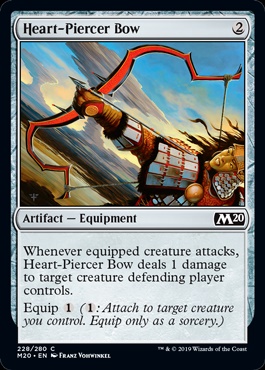 Heart-Piercer Bow 2
Artifact — Equipment M20
Whenever equipped creature attacks,
Heart-Piercer Bow deals 1 damage
to target creature defending player
controls.
Equip 1 (1: Attach to target creature
you control. Equip only as a sorcery.)
228/280 C
M20 • EN Franz Vohwinkel ™ & © 2019 Wizards of the Coast